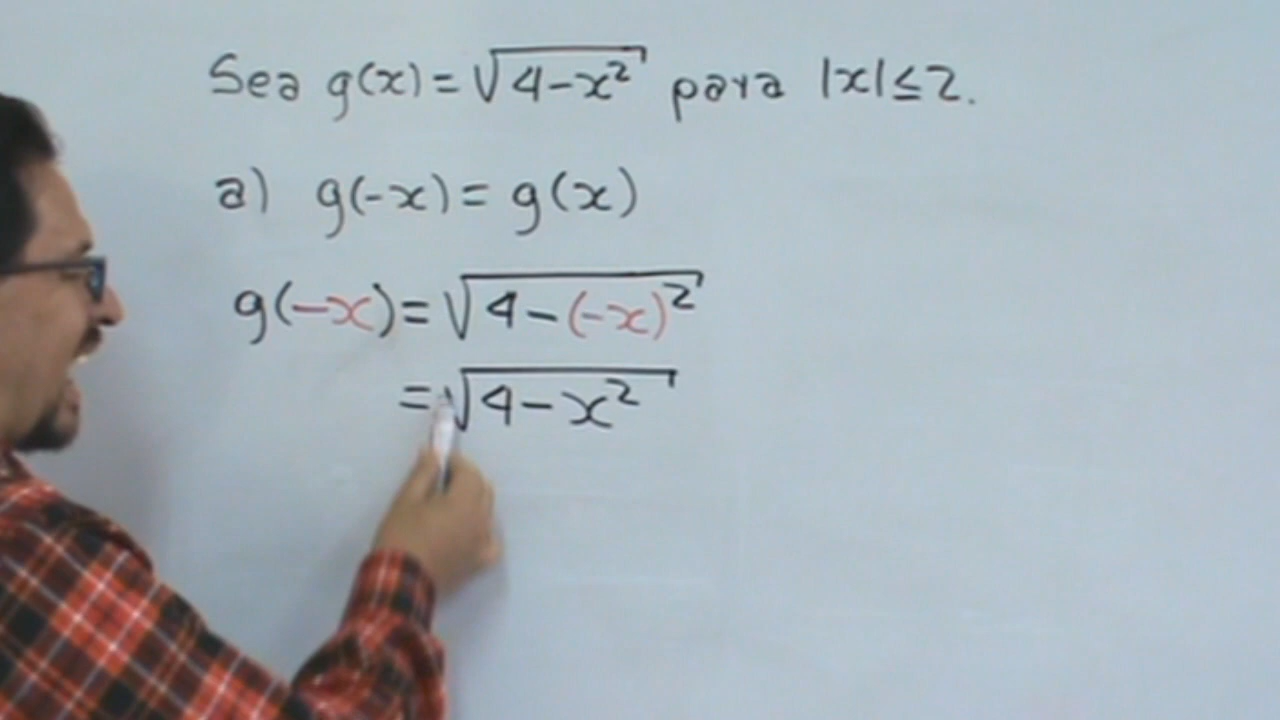 Sea g(x) = √(4-x²) para |x| ≤ 2.
a) g(-x) = g(x)
g(-x) = √(4-(-x)²)
= √(4-x²)